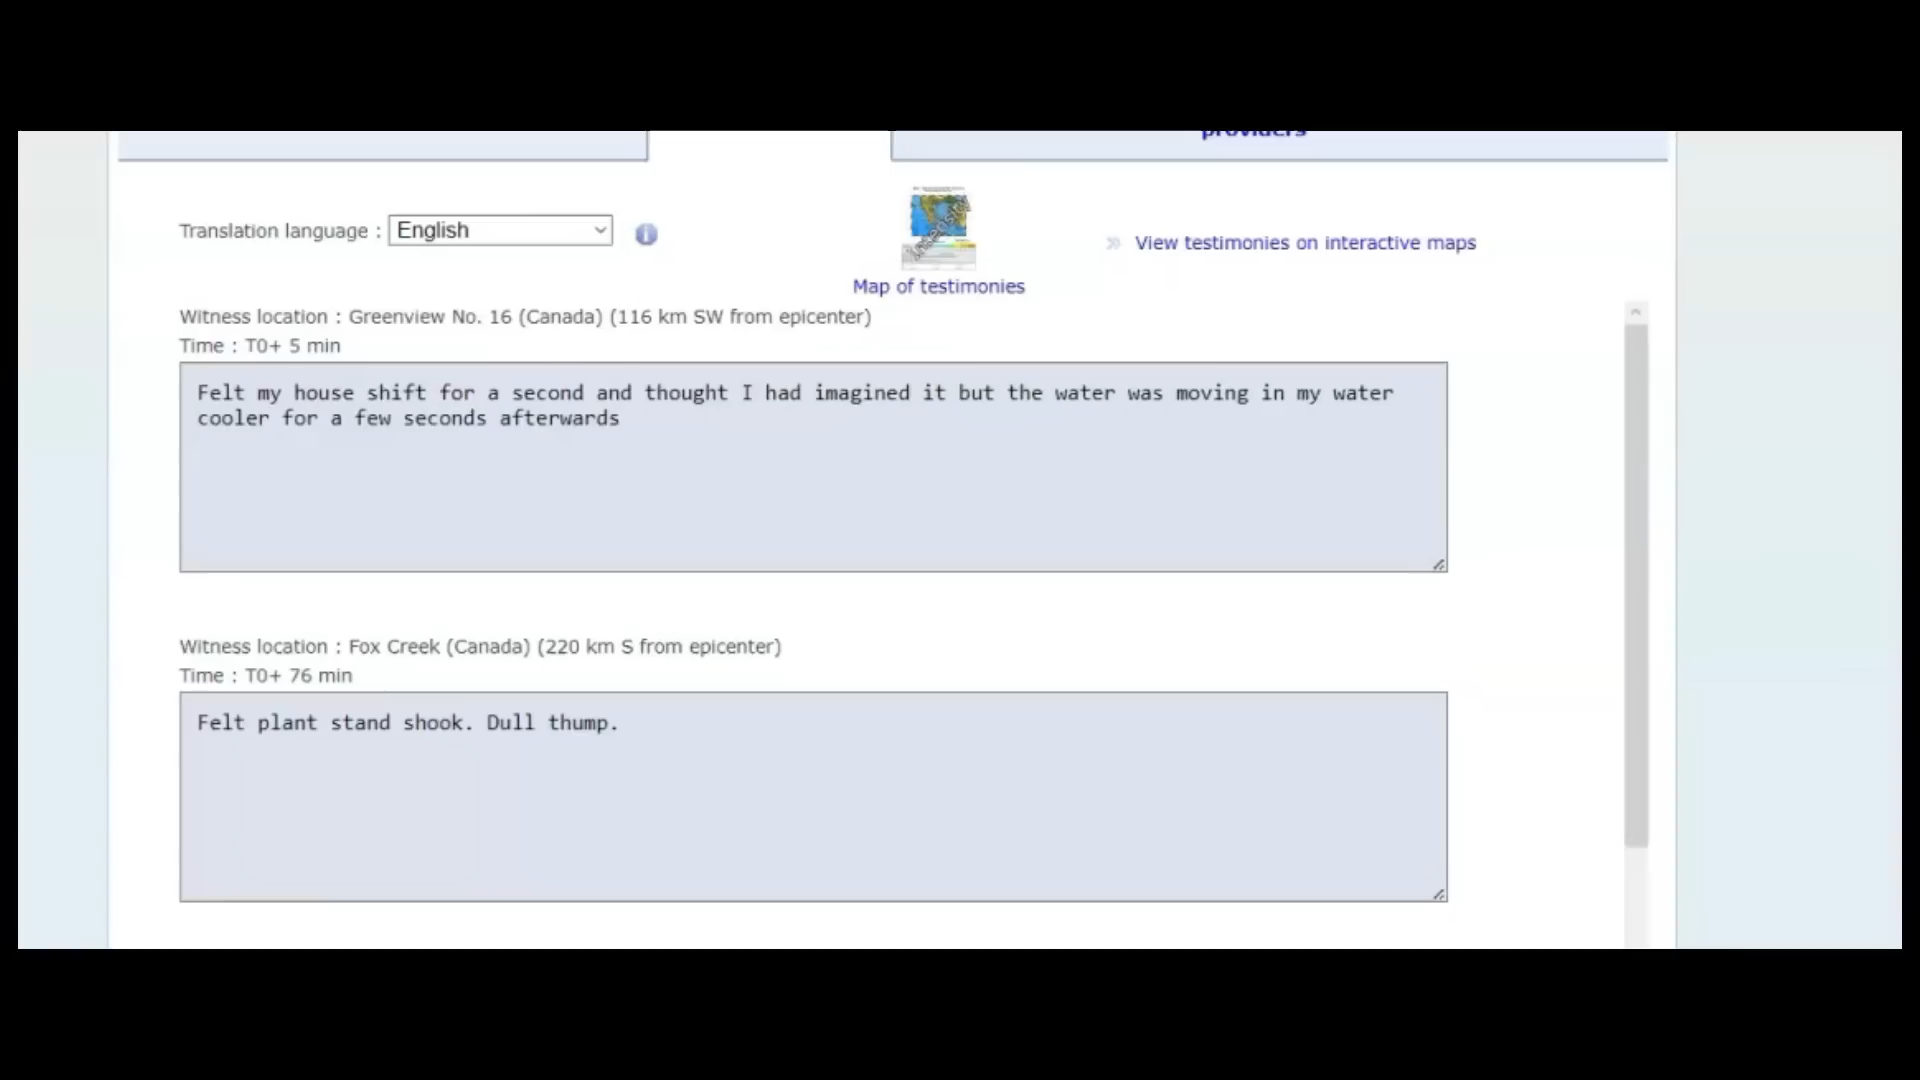 providers
Translation language : English
Intensity
View testimonies on interactive maps
Map of testimonies
Witness location : Greenview No. 16 (Canada) (116 km SW from epicenter)
Time : T0+ 5 min
Felt my house shift for a second and thought I had imagined it but the water was moving in my water
cooler for a few seconds afterwards
Witness location : Fox Creek (Canada) (220 km S from epicenter)
Time : T0+ 76 min
Felt plant stand shook. Dull thump.